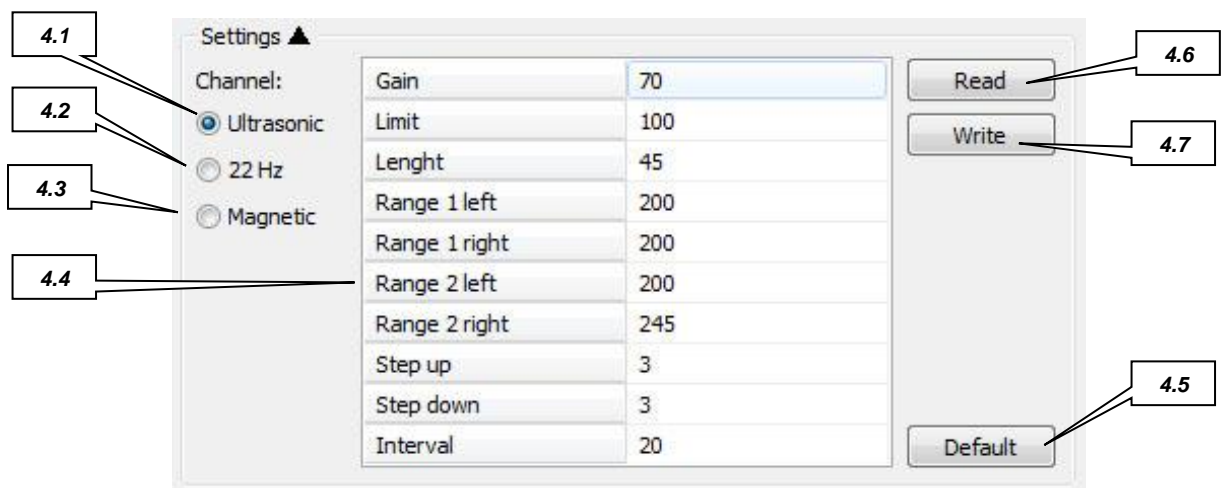 4.1
4.2
4.3
4.4
Settings ▲
Channel:
Ultrasonic
22 Hz
Magnetic
Gain 70
Limit 100
Lenght 45
Range 1 left 200
Range 1 right 200
Range 2 left 200
Range 2 right 245
Step up 3
Step down 3
Interval 20
Read
Write
Default
4.6
4.7
4.5